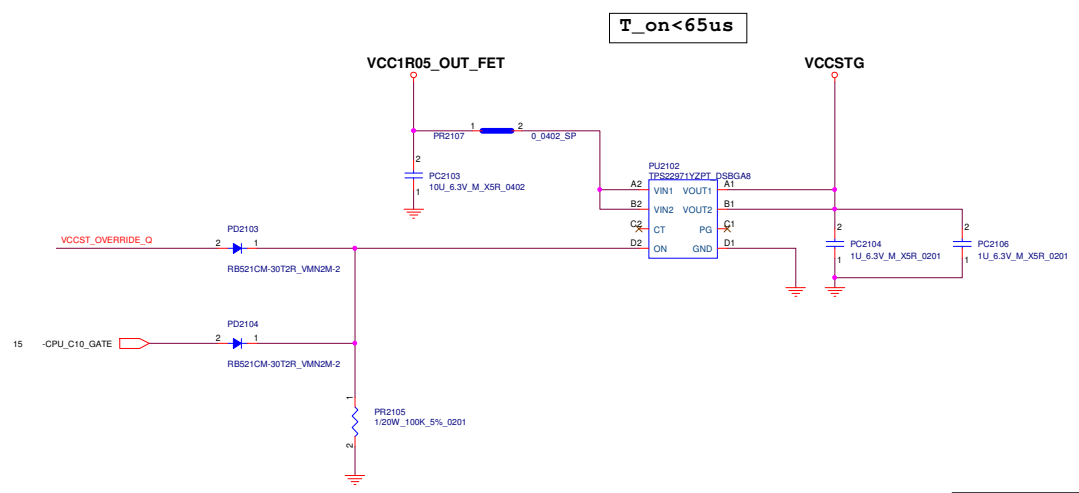 T_on<65us
VCC1R05_OUT_FET
VCCSTG
1
2
PR2107
0_0402_SP
2
PC2103
10U_6.3V_M_X5R_0402
1
PU2102
TPS22971YZPT_DSBGA8
A2 VIN1 VOUT1 A1
B2 VIN2 VOUT2 B1
C2 CT PG C1
D2 ON GND D1
2
PC2104
1U_6.3V_M_X5R_0201
1
2
PC2106
1U_6.3V_M_X5R_0201
1
VCCST_OVERRIDE_Q
PD2103
2 1
RB521CM-30T2R_VMN2M-2
15 -CPU_C10_GATE
PD2104
2 1
RB521CM-30T2R_VMN2M-2
1
PR2105
1/20W_100K_5%_0201
2